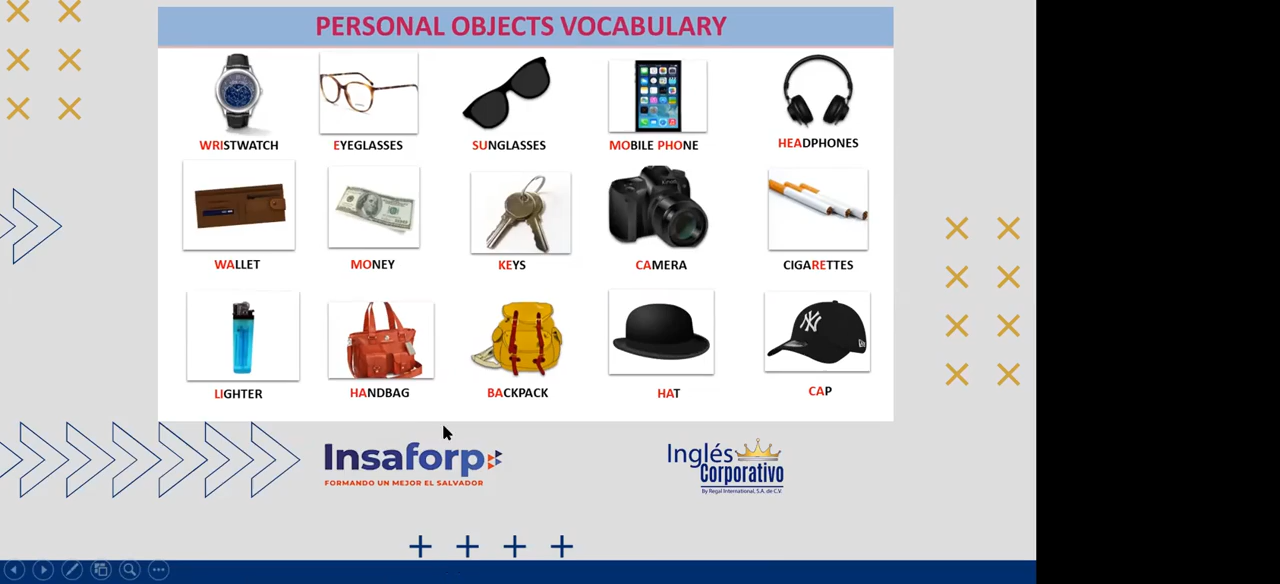 PERSONAL OBJECTS VOCABULARY
WRISTWATCH EYEGLASSES SUNGLASSES MOBILE PHONE HEADPHONES
WALLET MONEY KEYS CAMERA CIGARETTES
LIGHTER HANDBAG BACKPACK HAT CAP
Insaforp
FORMANDO UN MEJOR EL SALVADOR
Inglés
Corporativo
By Regal International, S.A. de C.V.